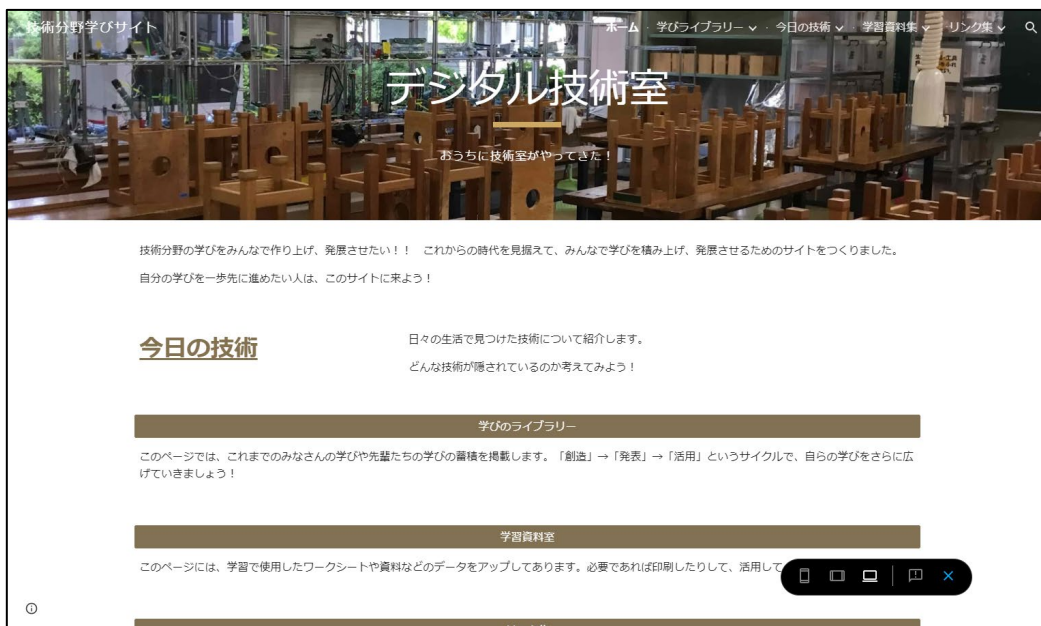 技術分野学びサイト
ホーム
学びライブラリー
今日の技術
学習資料集
リンク集
デジタル技術室
おうちに技術室がやってきた！
技術分野の学びをみんなで作り上げ、発展させたい！！　これからの時代を見据えて、みんなで学びを積み上げ、発展させるためのサイトをつくりました。
自分の学びを一歩先に進めたい人は、このサイトに来よう！
今日の技術
日々の生活で見つけた技術について紹介します。
どんな技術が隠されているのか考えてみよう！
学びのライブラリー
このページでは、これまでのみなさんの学びや先輩たちの学びの蓄積を掲載します。「創造」→「発表」→「活用」というサイクルで、自らの学びをさらに広
げていきましょう！
学習資料室
このページには、学習で使用したワークシートや資料などのデータをアップしてあります。必要であれば印刷したりして、活用して